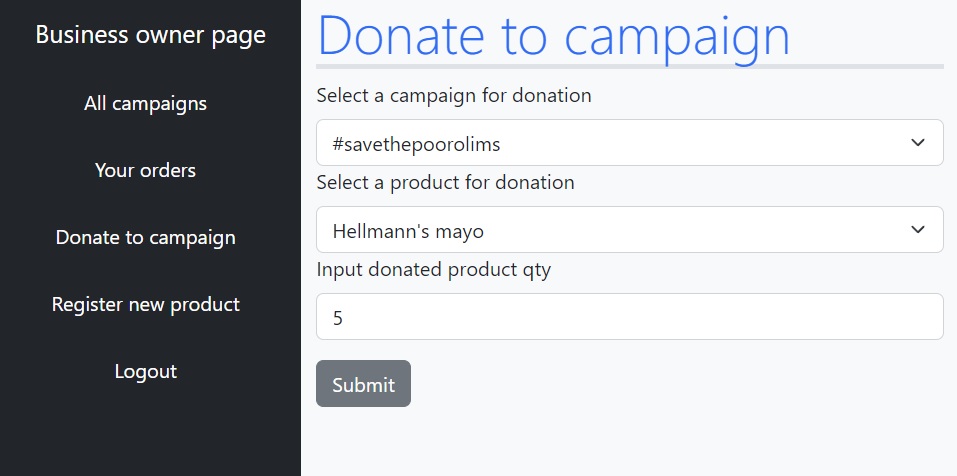 Business owner page
All campaigns
Your orders
Donate to campaign
Register new product
Logout
Donate to campaign
Select a campaign for donation
#savethepoorolims
Select a product for donation
Hellmann's mayo
Input donated product qty
5
Submit